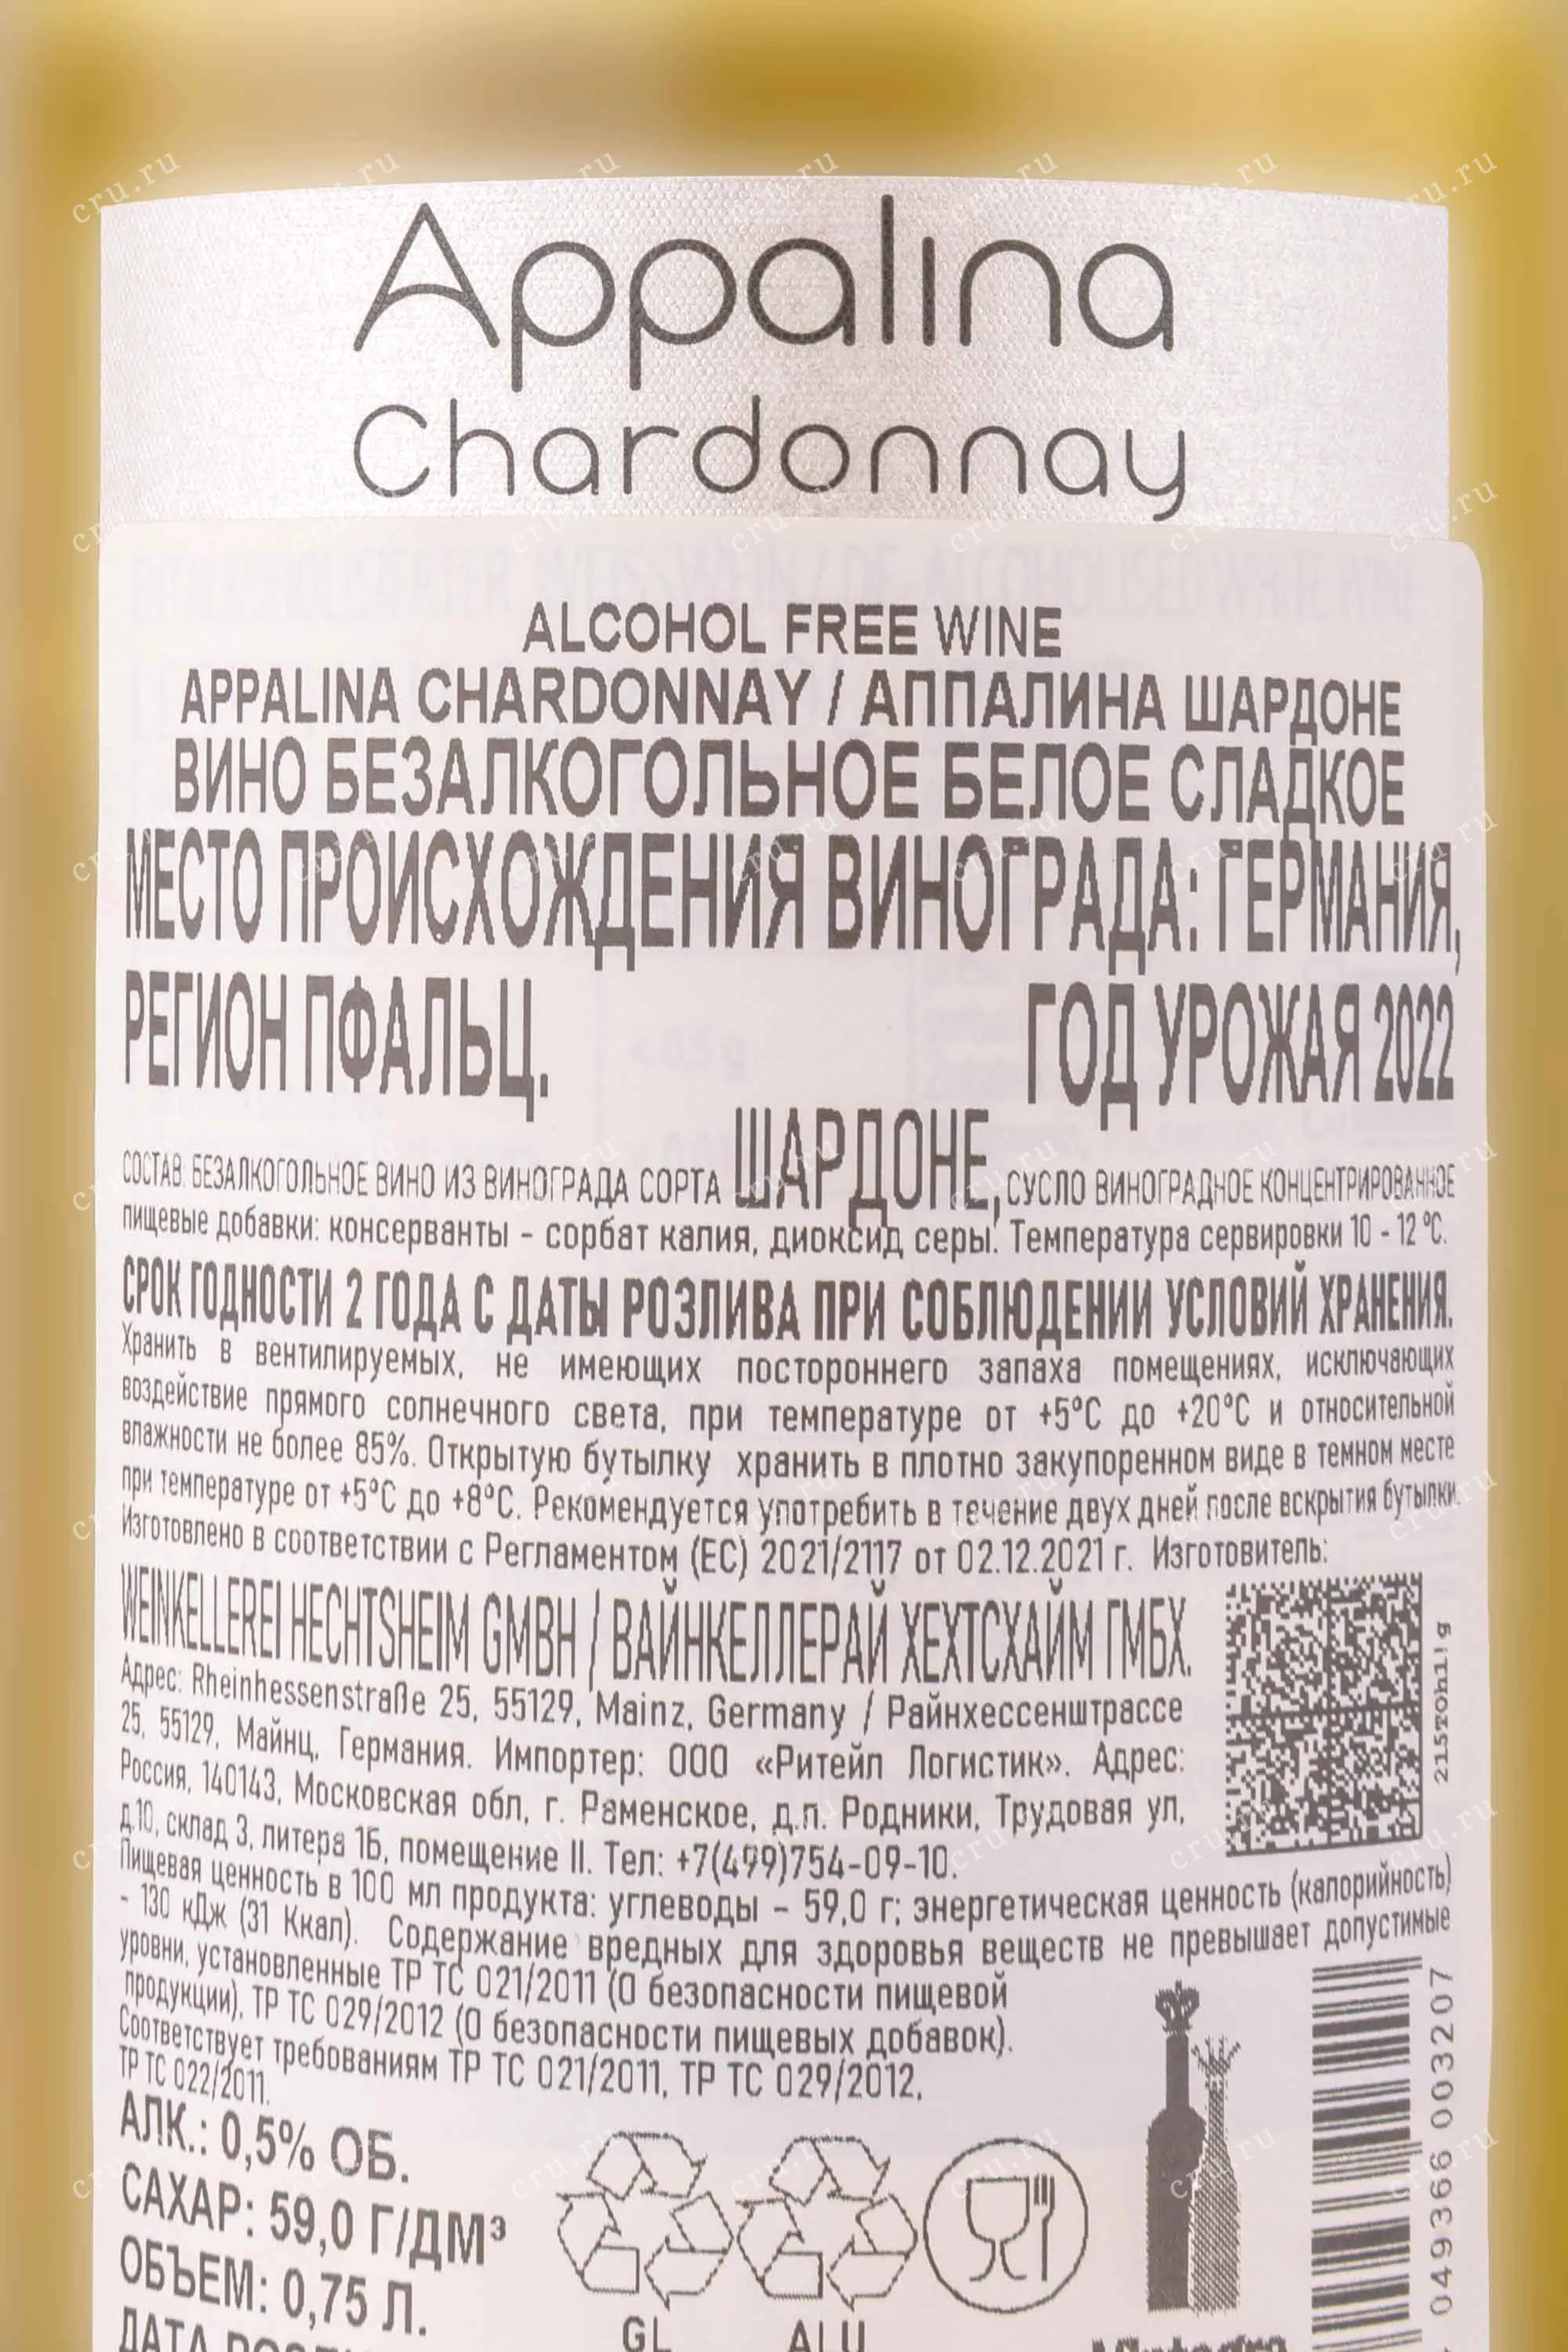 Appalina
Chardonnay
ALCOHOL FREE WINE
APPALINA CHARDONNAY / АППАЛИНА ШАРДОНЕ
ВИНО БЕЗАЛКОГОЛЬНОЕ БЕЛОЕ СЛАДКОЕ
МЕСТО ПРОИСХОЖДЕНИЯ ВИНОГРАДА: ГЕРМАНИЯ,
РЕГИОН ПФАЛЬЦ. ГОД УРОЖАЯ 2022
СОСТАВ: БЕЗАЛКОГОЛЬНОЕ ВИНО ИЗ ВИНОГРАДА СОРТА ШАРДОНЕ, СУСЛО ВИНОГРАДНОЕ КОНЦЕНТРИРОВАННОЕ
пищевые добавки: консерванты – сорбат калия, диоксид серы. Температура сервировки 10 - 12 °С.
СРОК ГОДНОСТИ 2 ГОДА С ДАТЫ РОЗЛИВА ПРИ СОБЛЮДЕНИИ УСЛОВИЙ ХРАНЕНИЯ.
Хранить в вентилируемых, не имеющих постороннего запаха помещениях, исключающих
воздействие прямого солнечного света, при температуре от +5°С до +20°С и относительной
влажности не более 85%. Открытую бутылку хранить в плотно закупоренном виде в темном месте
при температуре от +5°С до +8°С. Рекомендуется употребить в течение двух дней после вскрытия бутылки.
Изготовлено в соответствии с Регламентом (ЕС) 2021/2117 от 02.12.2021 г. Изготовитель:
WEINKELLEREI HECHTSHEIM GMBH / ВАЙНКЕЛЛЕРАЙ ХЕХТСХАЙМ ГМБХ.
Адрес: Rheinhessenstraße 25, 55129, Mainz, Germany / Райнхессенштрассе
25, 55129, Майнц, Германия. Импортер: ООО «Ритейл Логистик». Адрес:
Россия, 140143, Московская обл, г. Раменское, д.п. Родники, Трудовая ул,
д.10, склад 3, литера 1Б, помещение II. Тел: +7(499)754-09-10.
Пищевая ценность в 100 мл продукта: углеводы – 59,0 г; энергетическая ценность (калорийность)
- 130 кДж (31 Ккал). Содержание вредных для здоровья веществ не превышает допустимые
уровни, установленные ТР ТС 021/2011 (О безопасности пищевой
продукции), ТР ТС 029/2012 (О безопасности пищевых добавок).
Соответствует требованиям ТР ТС 021/2011, ТР ТС 029/2012,
ТР ТС 022/2011.
АЛК.: 0,5% ОБ.
САХАР: 59,0 Г/ДМ³
ОБЪЕМ: 0,75 Л.
GL ALU
049366 003207
cru.ru